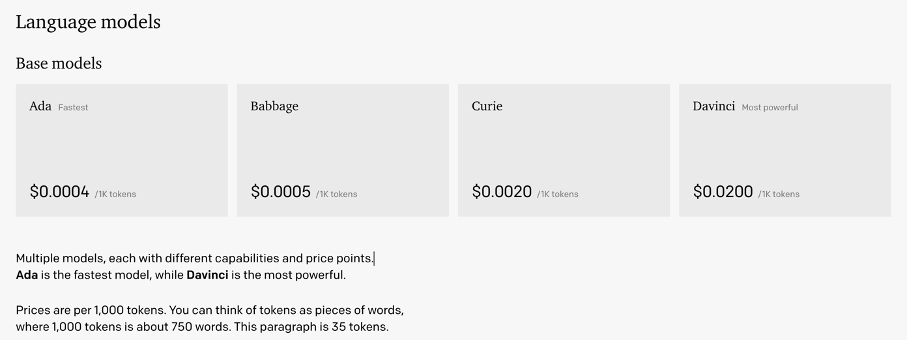 Language models
Base models
Ada Fastest
Babbage
Curie
Davinci Most powerful
$0.0004 /1K tokens
$0.0005 /1K tokens
$0.0020 /1K tokens
$0.0200 /1K tokens
Multiple models, each with different capabilities and price points.
Ada is the fastest model, while Davinci is the most powerful.
Prices are per 1,000 tokens. You can think of tokens as pieces of words,
where 1,000 tokens is about 750 words. This paragraph is 35 tokens.